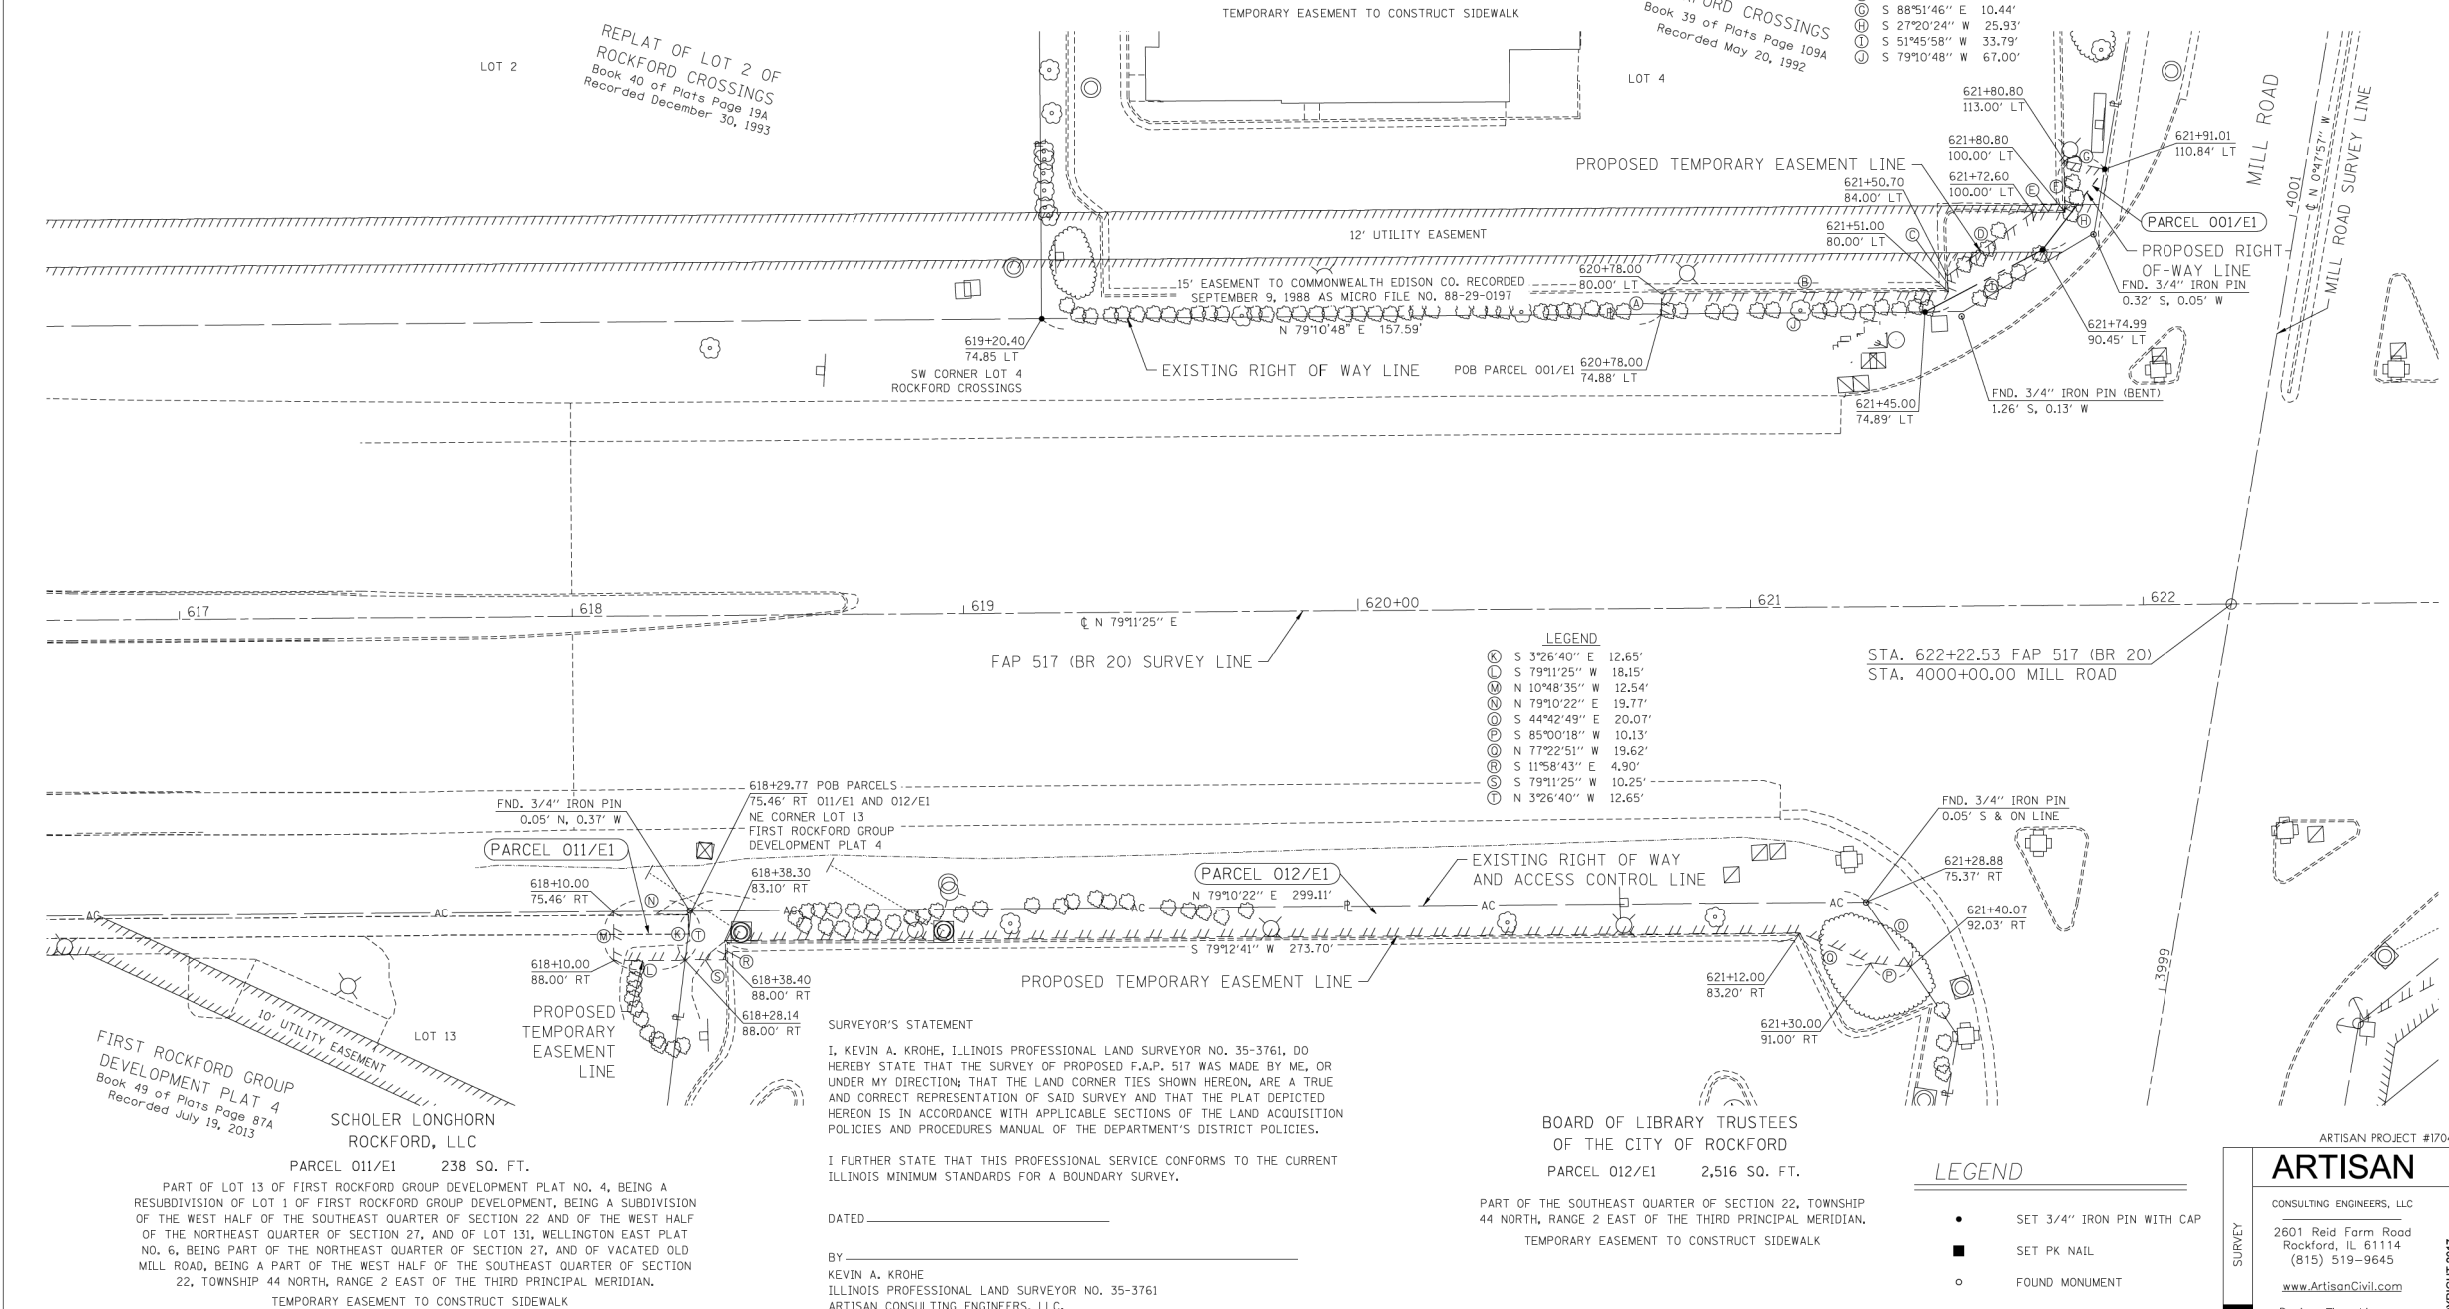 TEMPORARY EASEMENT TO CONSTRUCT SIDEWALK
REPLAT OF LOT 2 OF
ROCKFORD CROSSINGS
Book 40 of Plats Page 19A
Recorded December 30, 1993
LOT 2
CROSSINGS
Book 39 of Plats Page 109A
Recorded May 20, 1992
LOT 4
G S 88°51'46" E 10.44'
H S 27°20'24" W 25.93'
I S 51°45'58" W 33.79'
J S 79°10'48" W 67.00'
MILL ROAD
MILL ROAD SURVEY LINE
℄ N 0°47'57" W
4001
621+80.80
113.00' LT
621+91.01
110.84' LT
621+80.80
100.00' LT
PROPOSED TEMPORARY EASEMENT LINE
621+72.60
100.00' LT
621+50.70
84.00' LT
621+51.00
80.00' LT
G
E
F
H
D
C
B
A
I
J
PARCEL 001/E1
PROPOSED RIGHT-
OF-WAY LINE
FND. 3/4" IRON PIN
0.32' S, 0.05' W
621+74.99
90.45' LT
12' UTILITY EASEMENT
15' EASEMENT TO COMMONWEALTH EDISON CO. RECORDED
SEPTEMBER 9, 1988 AS MICRO FILE NO. 88-29-0197
620+78.00
80.00' LT
N 79°10'48" E 157.59'
619+20.40
74.85 LT
SW CORNER LOT 4
ROCKFORD CROSSINGS
EXISTING RIGHT OF WAY LINE
POB PARCEL 001/E1
620+78.00
74.88' LT
621+45.00
74.89' LT
FND. 3/4" IRON PIN (BENT)
1.26' S, 0.13' W
617
618
619
620+00
621
622
℄ N 79°11'25" E
FAP 517 (BR 20) SURVEY LINE
STA. 622+22.53 FAP 517 (BR 20)
STA. 4000+00.00 MILL ROAD
LEGEND
K S 3°26'40" E 12.65'
L S 79°11'25" W 18.15'
M N 10°48'35" W 12.54'
N N 79°10'22" E 19.77'
O S 44°42'49" E 20.07'
P S 85°00'18" W 10.13'
Q N 77°22'51" W 19.62'
R S 11°58'43" E 4.90'
S S 79°11'25" W 10.25'
T N 3°26'40" W 12.65'
FND. 3/4" IRON PIN
0.05' N, 0.37' W
618+29.77 POB PARCELS
75.46' RT 011/E1 AND 012/E1
NE CORNER LOT 13
FIRST ROCKFORD GROUP
DEVELOPMENT PLAT 4
PARCEL 011/E1
618+10.00
75.46' RT
618+38.30
83.10' RT
PARCEL 012/E1
N 79°10'22" E 299.11'
EXISTING RIGHT OF WAY
AND ACCESS CONTROL LINE
FND. 3/4" IRON PIN
0.05' S & ON LINE
621+28.88
75.37' RT
621+40.07
92.03' RT
AC
AC
AC
AC
AC
AC
N
M
K
T
L
S
R
O
Q
P
S 79°12'41" W 273.70'
618+10.00
88.00' RT
618+38.40
88.00' RT
618+28.14
88.00' RT
PROPOSED
TEMPORARY
EASEMENT
LINE
PROPOSED TEMPORARY EASEMENT LINE
621+12.00
83.20' RT
621+30.00
91.00' RT
3999
10' UTILITY EASEMENT
LOT 13
FIRST ROCKFORD GROUP
DEVELOPMENT PLAT 4
Book 49 of Plats Page 87A
Recorded July 19, 2013
SCHOLER LONGHORN
ROCKFORD, LLC
PARCEL 011/E1 238 SQ. FT.
PART OF LOT 13 OF FIRST ROCKFORD GROUP DEVELOPMENT PLAT NO. 4, BEING A
RESUBDIVISION OF LOT 1 OF FIRST ROCKFORD GROUP DEVELOPMENT, BEING A SUBDIVISION
OF THE WEST HALF OF THE SOUTHEAST QUARTER OF SECTION 22 AND OF THE WEST HALF
OF THE NORTHEAST QUARTER OF SECTION 27, AND OF LOT 131, WELLINGTON EAST PLAT
NO. 6, BEING PART OF THE NORTHEAST QUARTER OF SECTION 27, AND OF VACATED OLD
MILL ROAD, BEING A PART OF THE WEST HALF OF THE SOUTHEAST QUARTER OF SECTION
22, TOWNSHIP 44 NORTH, RANGE 2 EAST OF THE THIRD PRINCIPAL MERIDIAN.
TEMPORARY EASEMENT TO CONSTRUCT SIDEWALK
SURVEYOR'S STATEMENT
I, KEVIN A. KROHE, ILLINOIS PROFESSIONAL LAND SURVEYOR NO. 35-3761, DO
HEREBY STATE THAT THE SURVEY OF PROPOSED F.A.P. 517 WAS MADE BY ME, OR
UNDER MY DIRECTION; THAT THE LAND CORNER TIES SHOWN HEREON, ARE A TRUE
AND CORRECT REPRESENTATION OF SAID SURVEY AND THAT THE PLAT DEPICTED
HEREON IS IN ACCORDANCE WITH APPLICABLE SECTIONS OF THE LAND ACQUISITION
POLICIES AND PROCEDURES MANUAL OF THE DEPARTMENT'S DISTRICT POLICIES.
I FURTHER STATE THAT THIS PROFESSIONAL SERVICE CONFORMS TO THE CURRENT
ILLINOIS MINIMUM STANDARDS FOR A BOUNDARY SURVEY.
DATED
BY
KEVIN A. KROHE
ILLINOIS PROFESSIONAL LAND SURVEYOR NO. 35-3761
ARTISAN CONSULTING ENGINEERS, LLC.
BOARD OF LIBRARY TRUSTEES
OF THE CITY OF ROCKFORD
PARCEL 012/E1 2,516 SQ. FT.
PART OF THE SOUTHEAST QUARTER OF SECTION 22, TOWNSHIP
44 NORTH, RANGE 2 EAST OF THE THIRD PRINCIPAL MERIDIAN.
TEMPORARY EASEMENT TO CONSTRUCT SIDEWALK
LEGEND
SET 3/4" IRON PIN WITH CAP
SET PK NAIL
FOUND MONUMENT
ARTISAN PROJECT
SURVEY
ARTISAN
CONSULTING ENGINEERS, LLC
2601 Reid Farm Road
Rockford, IL 61114
(815) 519-9645
www.ArtisanCivil.com